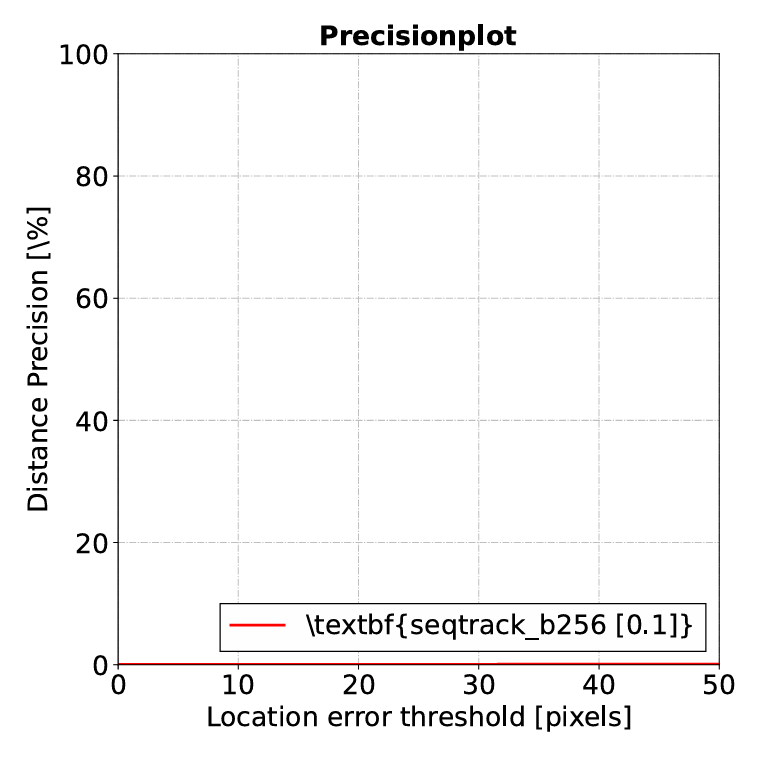 Precisionplot
100
80
60
40
20
0
Distance Precision [\%]
\textbf{seqtrack_b256 [0.1]}
0 10 20 30 40 50
Location error threshold [pixels]